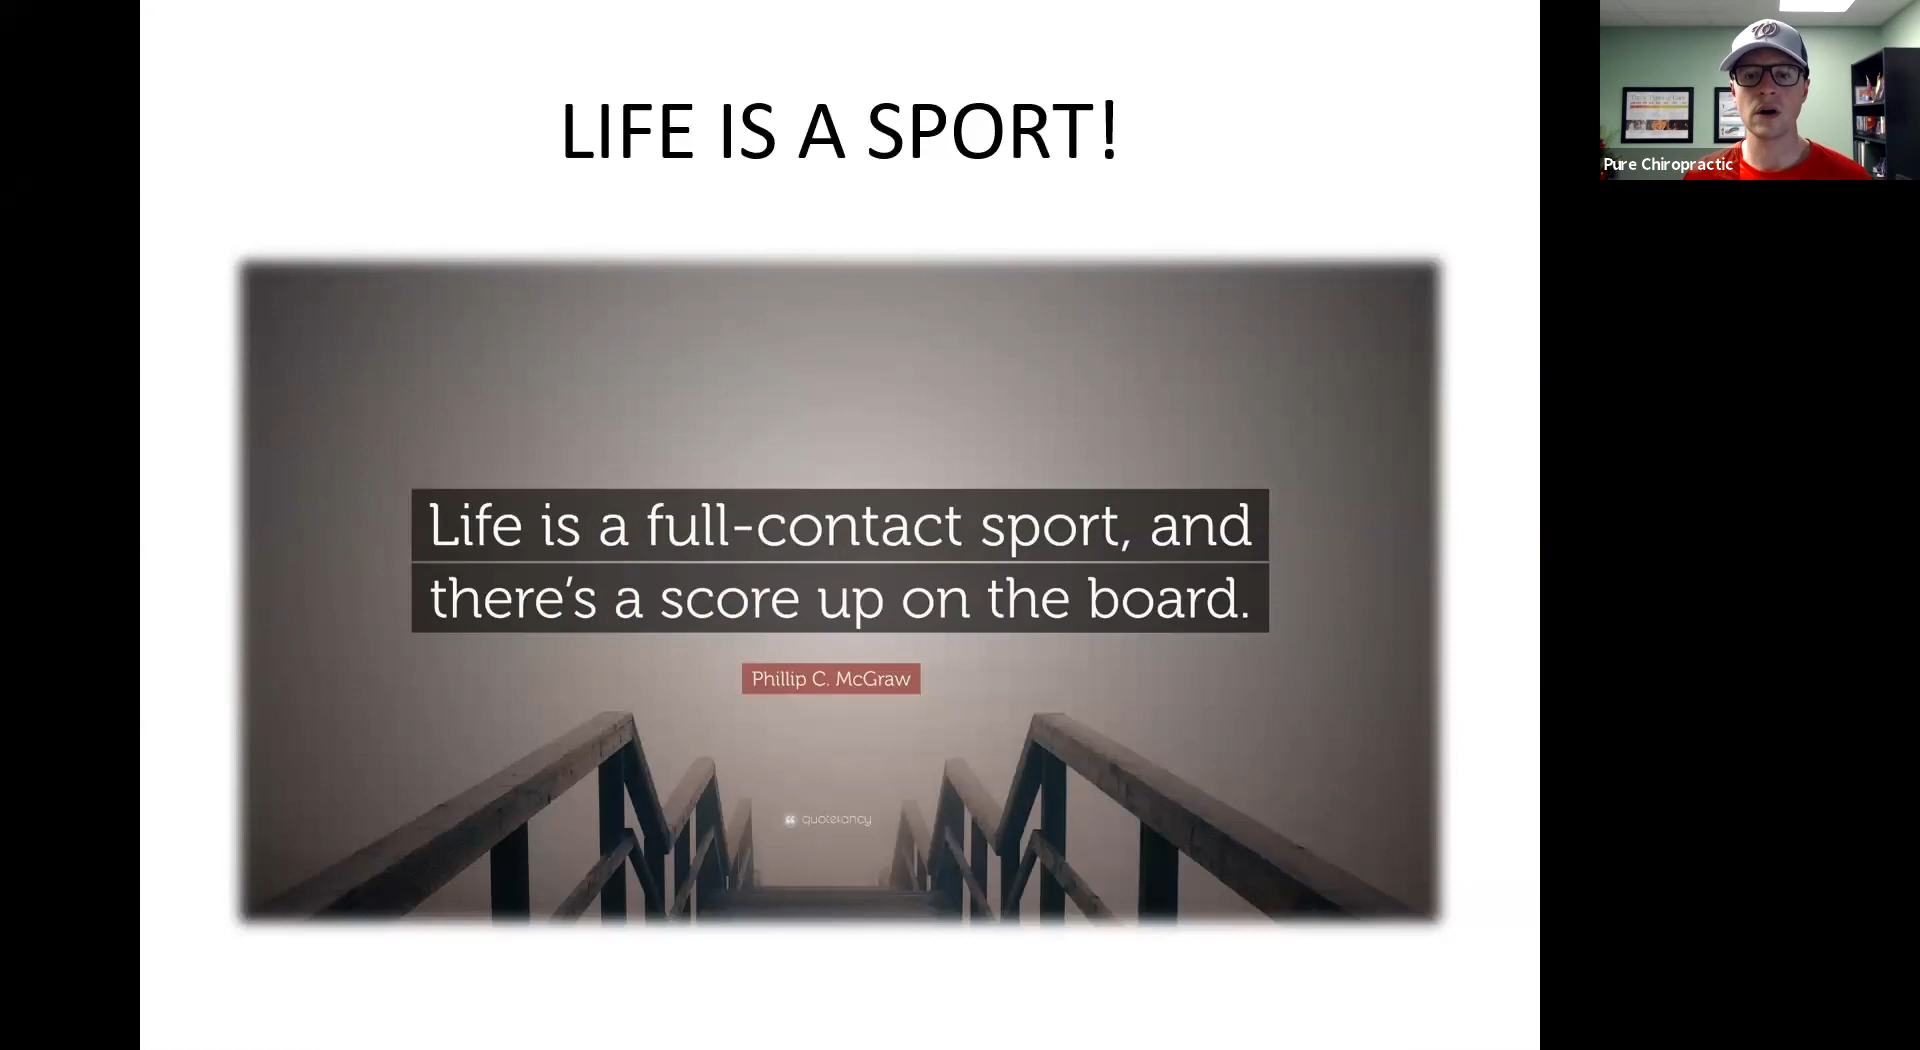 LIFE IS A SPORT!
Life is a full-contact sport, and
there's a score up on the board.
Phillip C. McGraw
quotefancy
Pure Chiropractic